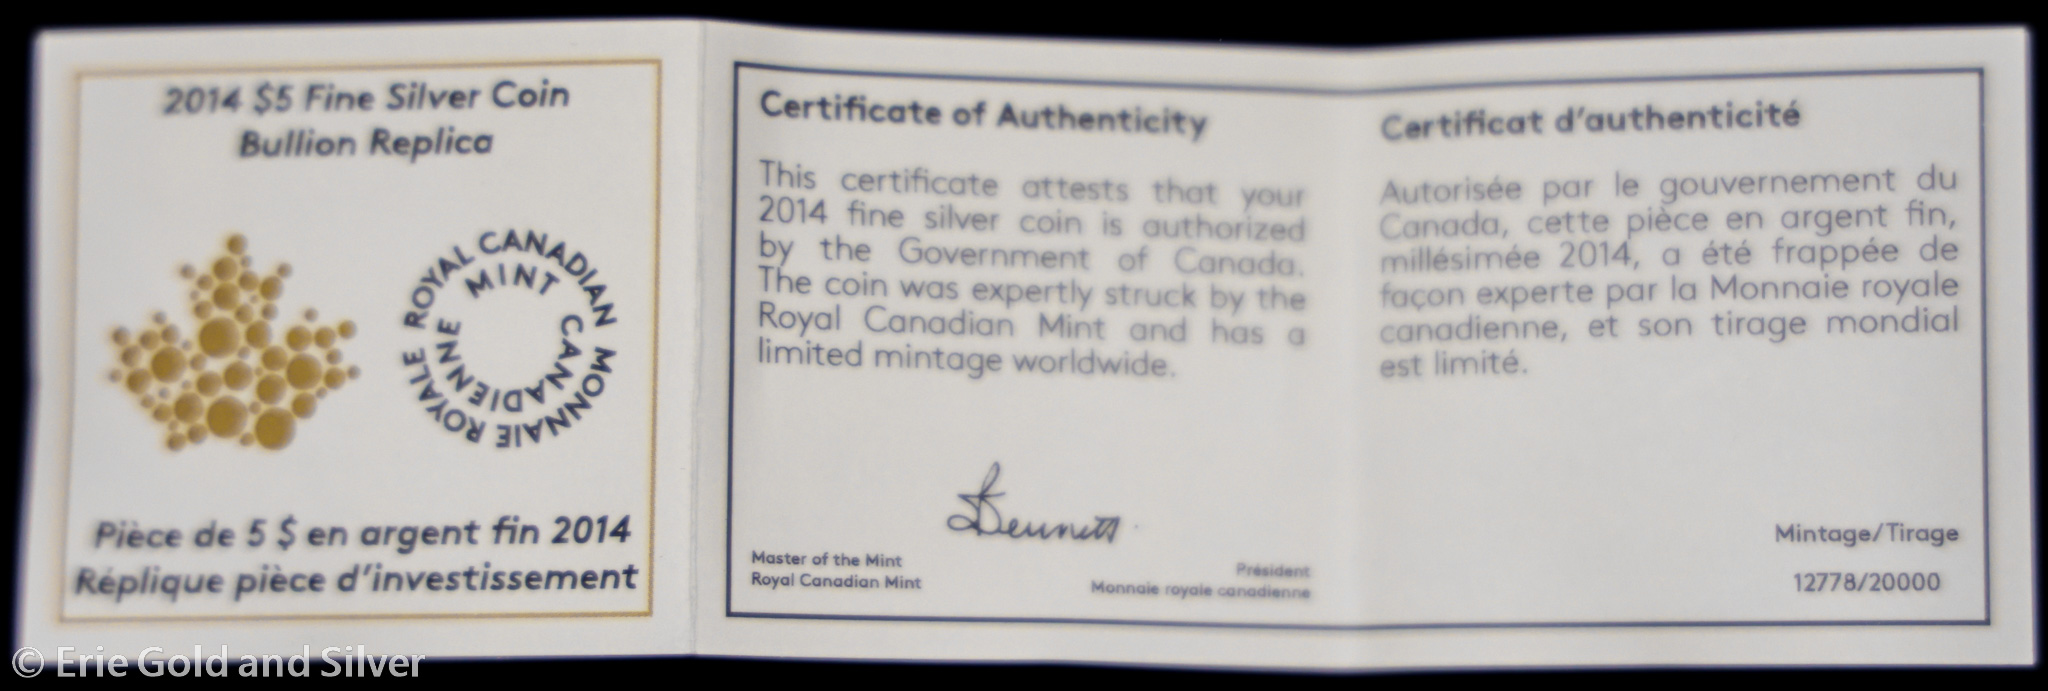 2014 $5 Fine Silver Coin
Bullion Replica
ROYAL CANADIAN MINT
MONNAIE ROYALE CANADIENNE
Pièce de 5 $ en argent fin 2014
Réplique pièce d'investissement
Certificate of Authenticity
This certificate attests that your
2014 fine silver coin is authorized
by the Government of Canada.
The coin was expertly struck by the
Royal Canadian Mint and has a
limited mintage worldwide.
Bennett
Master of the Mint
Royal Canadian Mint
Président
Monnaie royale canadienne
Certificat d'authenticité
Autorisée par le gouvernement du
Canada, cette pièce en argent fin,
millésimée 2014, a été frappée de
façon experte par la Monnaie royale
canadienne, et son tirage mondial
est limité.
Mintage/Tirage
12778/20000
© Erie Gold and Silver